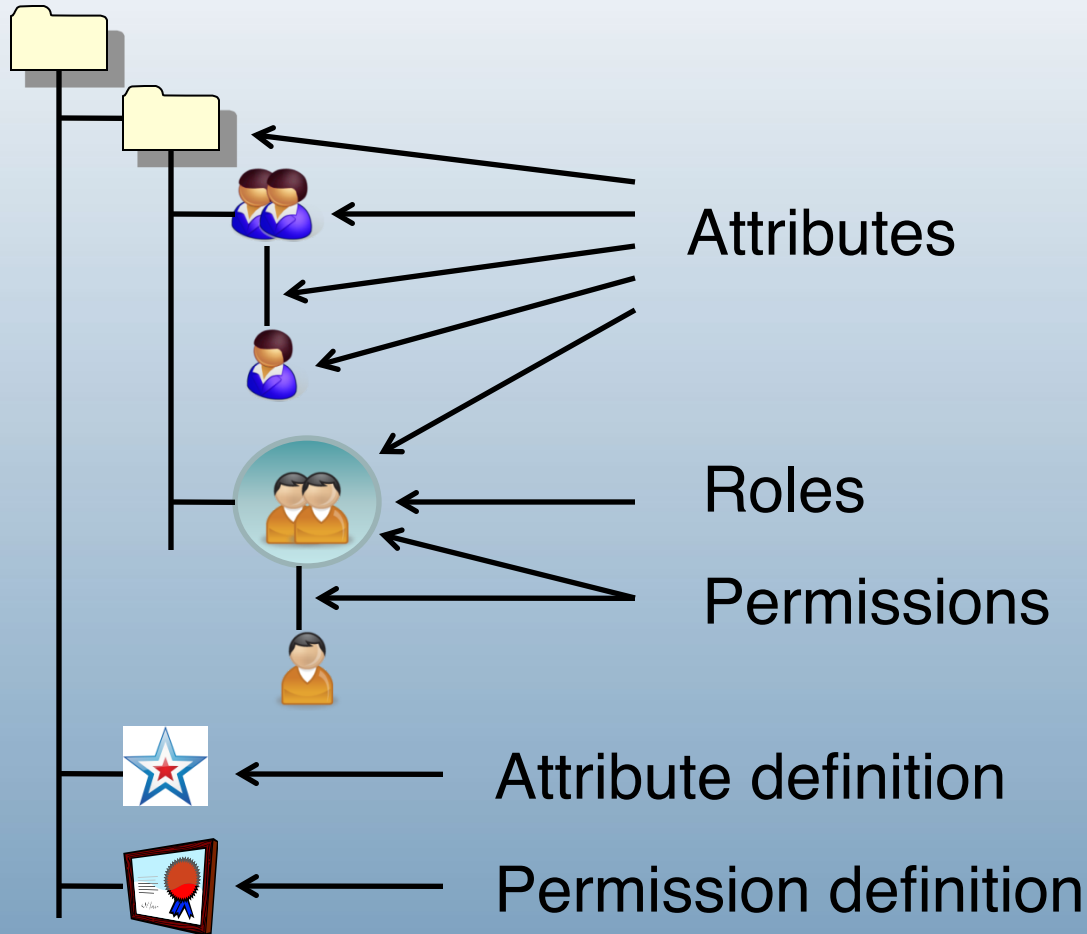 Attributes
Roles
Permissions
Attribute definition
Permission definition